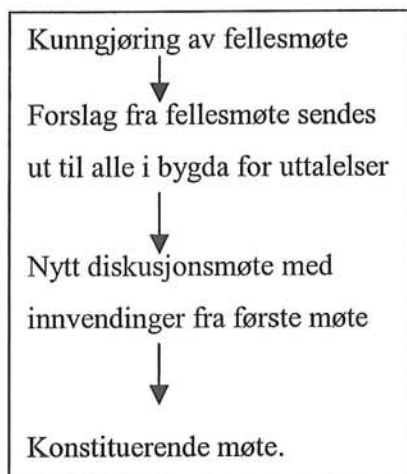 Kunngjøring av fellesmøte
Forslag fra fellesmøte sendes
ut til alle i bygda for uttalelser
Nytt diskusjonsmøte med
innvendinger fra første møte
Konstituerende møte.